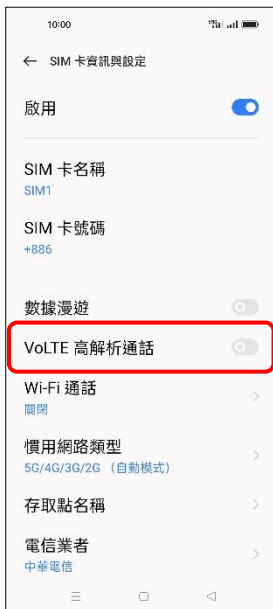 10:00
← SIM 卡資訊與設定
啟用
SIM 卡名稱
SIM1
SIM 卡號碼
+886
數據漫遊
VoLTE 高解析通話
Wi-Fi 通話
關閉
慣用網路類型
5G/4G/3G/2G （自動模式）
存取點名稱
電信業者
中華電信